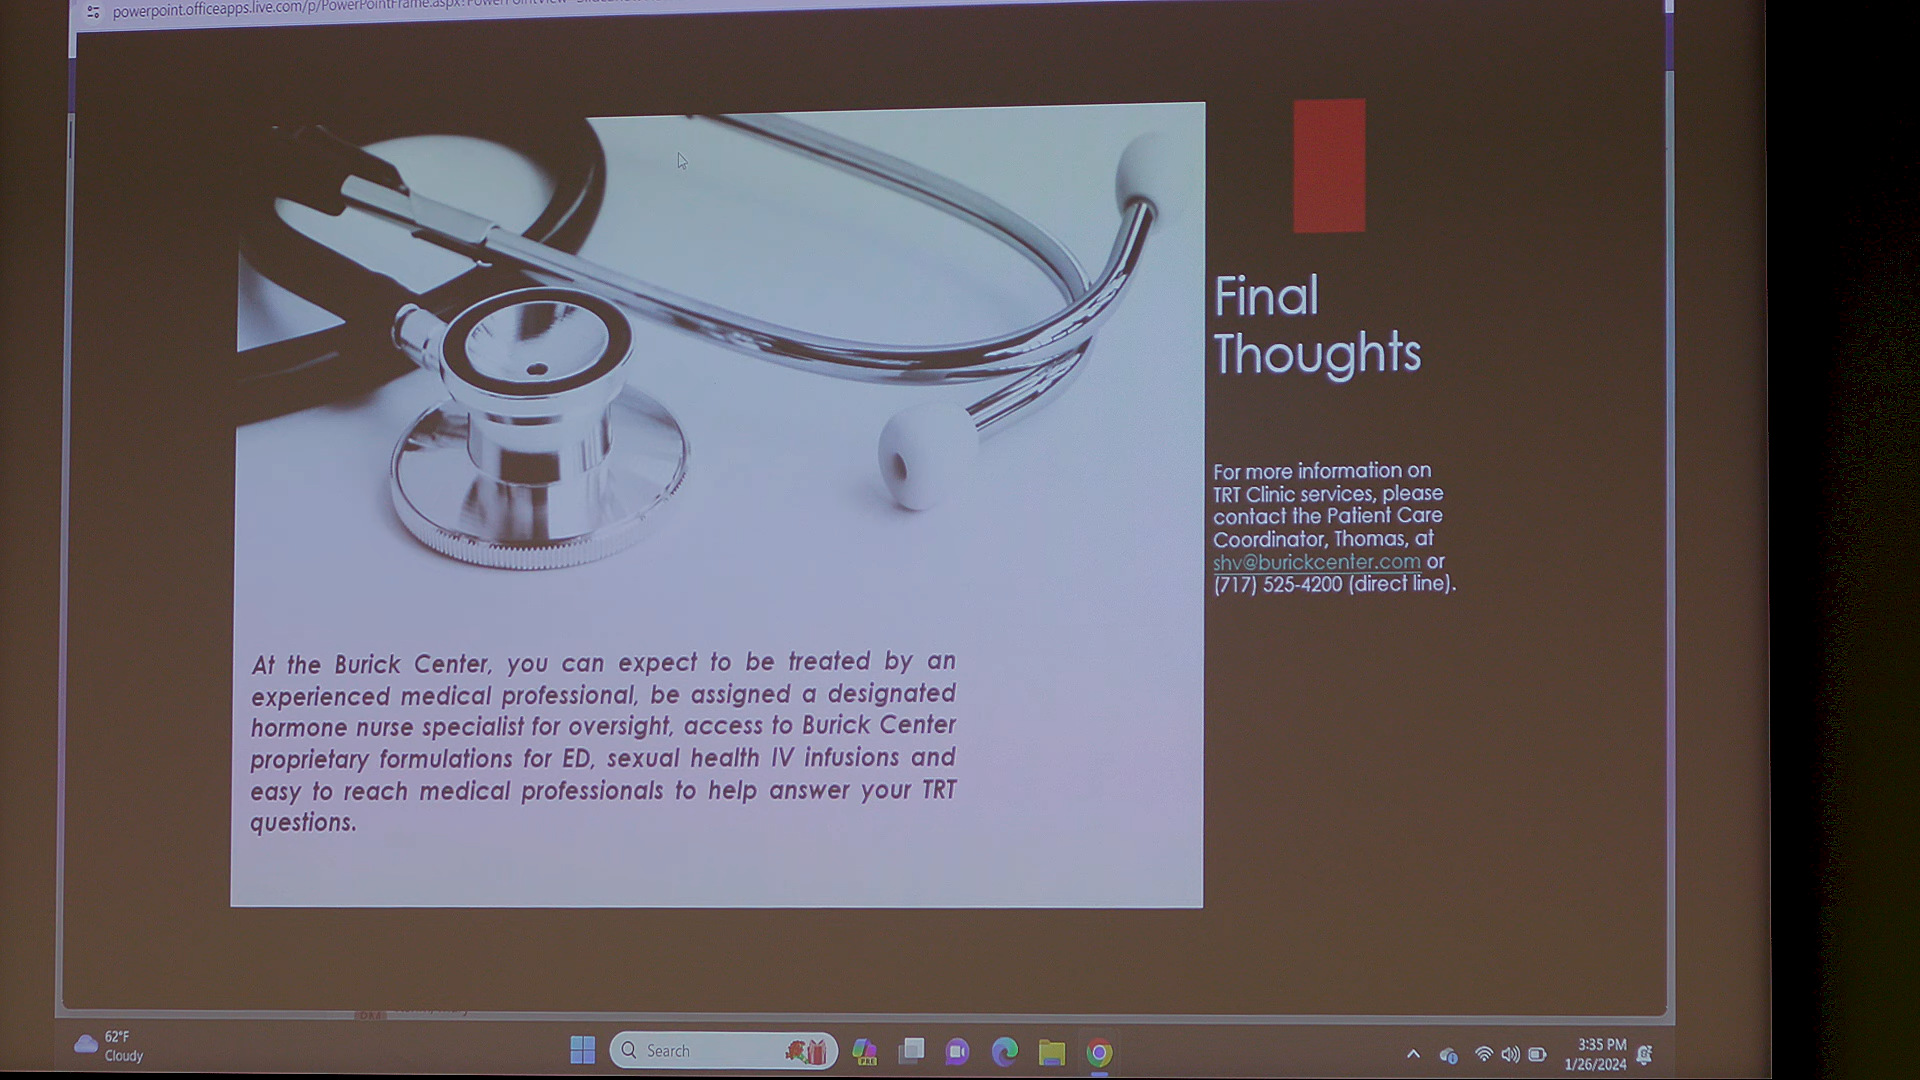 powerpoint.officeapps.live.com/p/PowerPointFrame.aspx?PowerPointView
Final
Thoughts
For more information on
TRT Clinic services, please
contact the Patient Care
Coordinator, Thomas, at
shv@burickcenter.com or
(717) 525-4200 (direct line).
At the Burick Center, you can expect to be treated by an
experienced medical professional, be assigned a designated
hormone nurse specialist for oversight, access to Burick Center
proprietary formulations for ED, sexual health IV infusions and
easy to reach medical professionals to help answer your TRT
questions.
62°F
Cloudy
Search
PRE
3:35 PM
1/26/2024